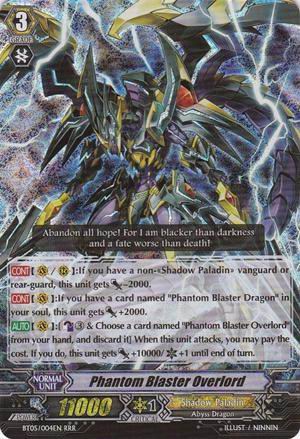 3
GRADE
Abandon all hope! For I am blacker than darkness
and a fate worse than death!
CONT [ / ]:If you have a non-«Shadow Paladin» vanguard or
rear-guard, this unit gets -2000.
CONT [ / ]:If you have a card named "Phantom Blaster Dragon" in
your soul, this unit gets +1000.
AUTO [ ]:[ 3 & Choose a card named "Phantom Blaster Overlord"
from your hand, and discard it] When this unit attacks, you may pay the
cost. If you do, this unit gets +10000/ +1 until end of turn.
NORMAL
UNIT
Phantom Blaster Overlord
POWER
11000
1
CRITICAL
Shadow Paladin
Abyss Dragon
BT05/004EN RRR
ILLUST / NINNIN